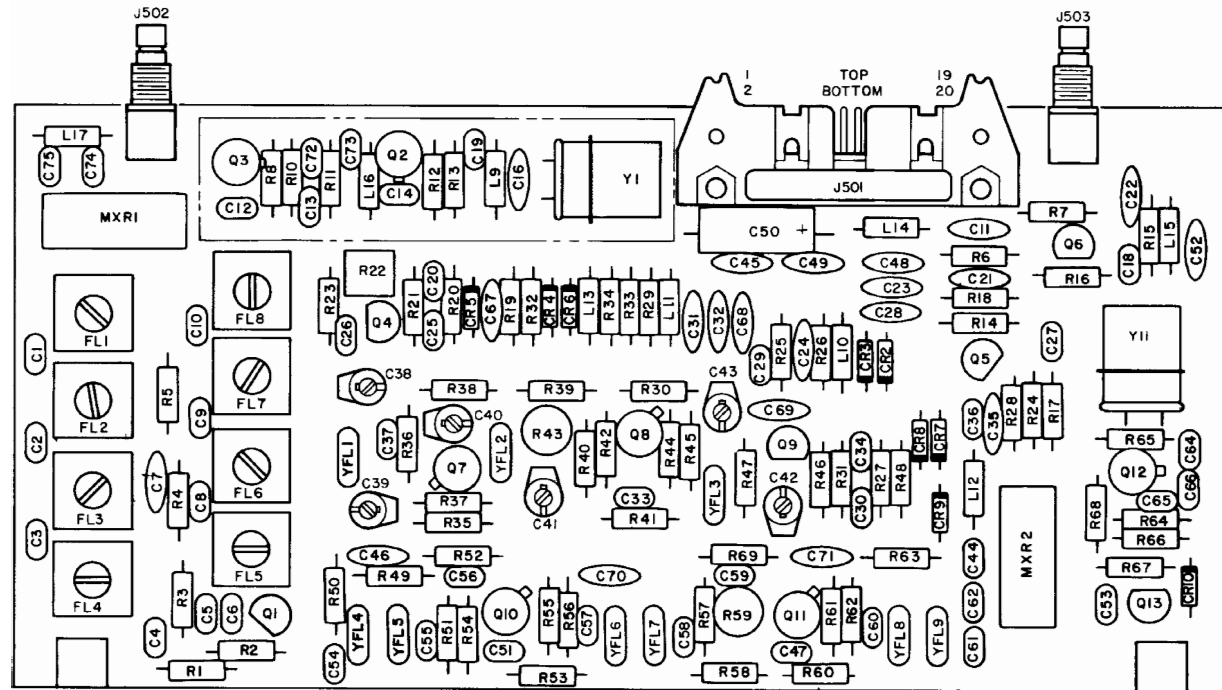 J502
J503
1 TOP 19
2 BOTTOM 20
L17
C75
C74
MXR1
Q3
R8
R10
C72
C73
R11
L16
Q2
C14
R12
R13
C19
L9
C16
Y1
C12
C13
J501
C50 +
L14
C11
R7
Q6
C22
R15
L15
C52
C18
R16
C45
C49
C48
C23
C28
R6
C21
R18
R14
Q5
C27
Y11
FL1
FL8
C10
C1
R23
R22
C26
Q4
R21
C20
C25
R20
CR5
C67
R19
R32
CR4
CR6
L13
R34
R33
R29
L11
C31
C32
C68
C29
R25
C24
R26
L10
CR3
CR2
FL2
R5
FL7
C9
C2
C38
R38
R39
R30
C43
C69
C40
YFL1
C37
R36
Q7
YFL2
R43
R40
R42
Q8
R44
R45
YFL3
R47
Q9
R46
R31
C34
C30
R27
R48
CR8
CR7
C36
C35
R28
R24
R17
R65
C64
Q12
C66
C65
R64
R66
R68
FL3
C7
R4
C8
FL6
C3
C39
R37
R35
C41
C33
R41
C42
CR9
L12
MXR2
FL4
FL5
R3
C5
C6
Q1
C4
R2
R1
C46
R52
R49
C56
C70
R69
C59
C71
R63
C44
C62
C61
R67
C53
Q13
CR10
R50
YFL4
YFL5
C55
R51
R54
Q10
C51
R55
R56
C57
YFL6
YFL7
C58
R57
R59
Q11
C47
R61
R62
C60
YFL8
YFL9
C54
R53
R58
R60